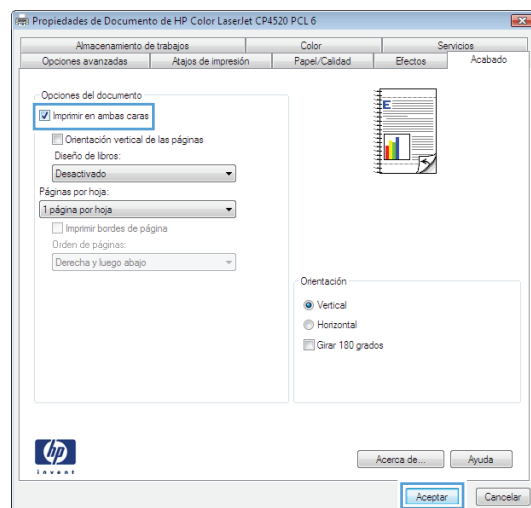 Propiedades de Documento de HP Color LaserJet CP4520 PCL 6
Almacenamiento de trabajos Color Servicios
Opciones avanzadas Atajos de impresión Papel/Calidad Efectos Acabado
Opciones del documento
Imprimir en ambas caras
Orientación vertical de las páginas
Diseño de libros:
Desactivado
Páginas por hoja:
1 página por hoja
Imprimir bordes de página
Orden de páginas:
Derecha y luego abajo
E
Orientación
Vertical
Horizontal
Girar 180 grados
hp
invent
Acerca de... Ayuda
Aceptar Cancelar